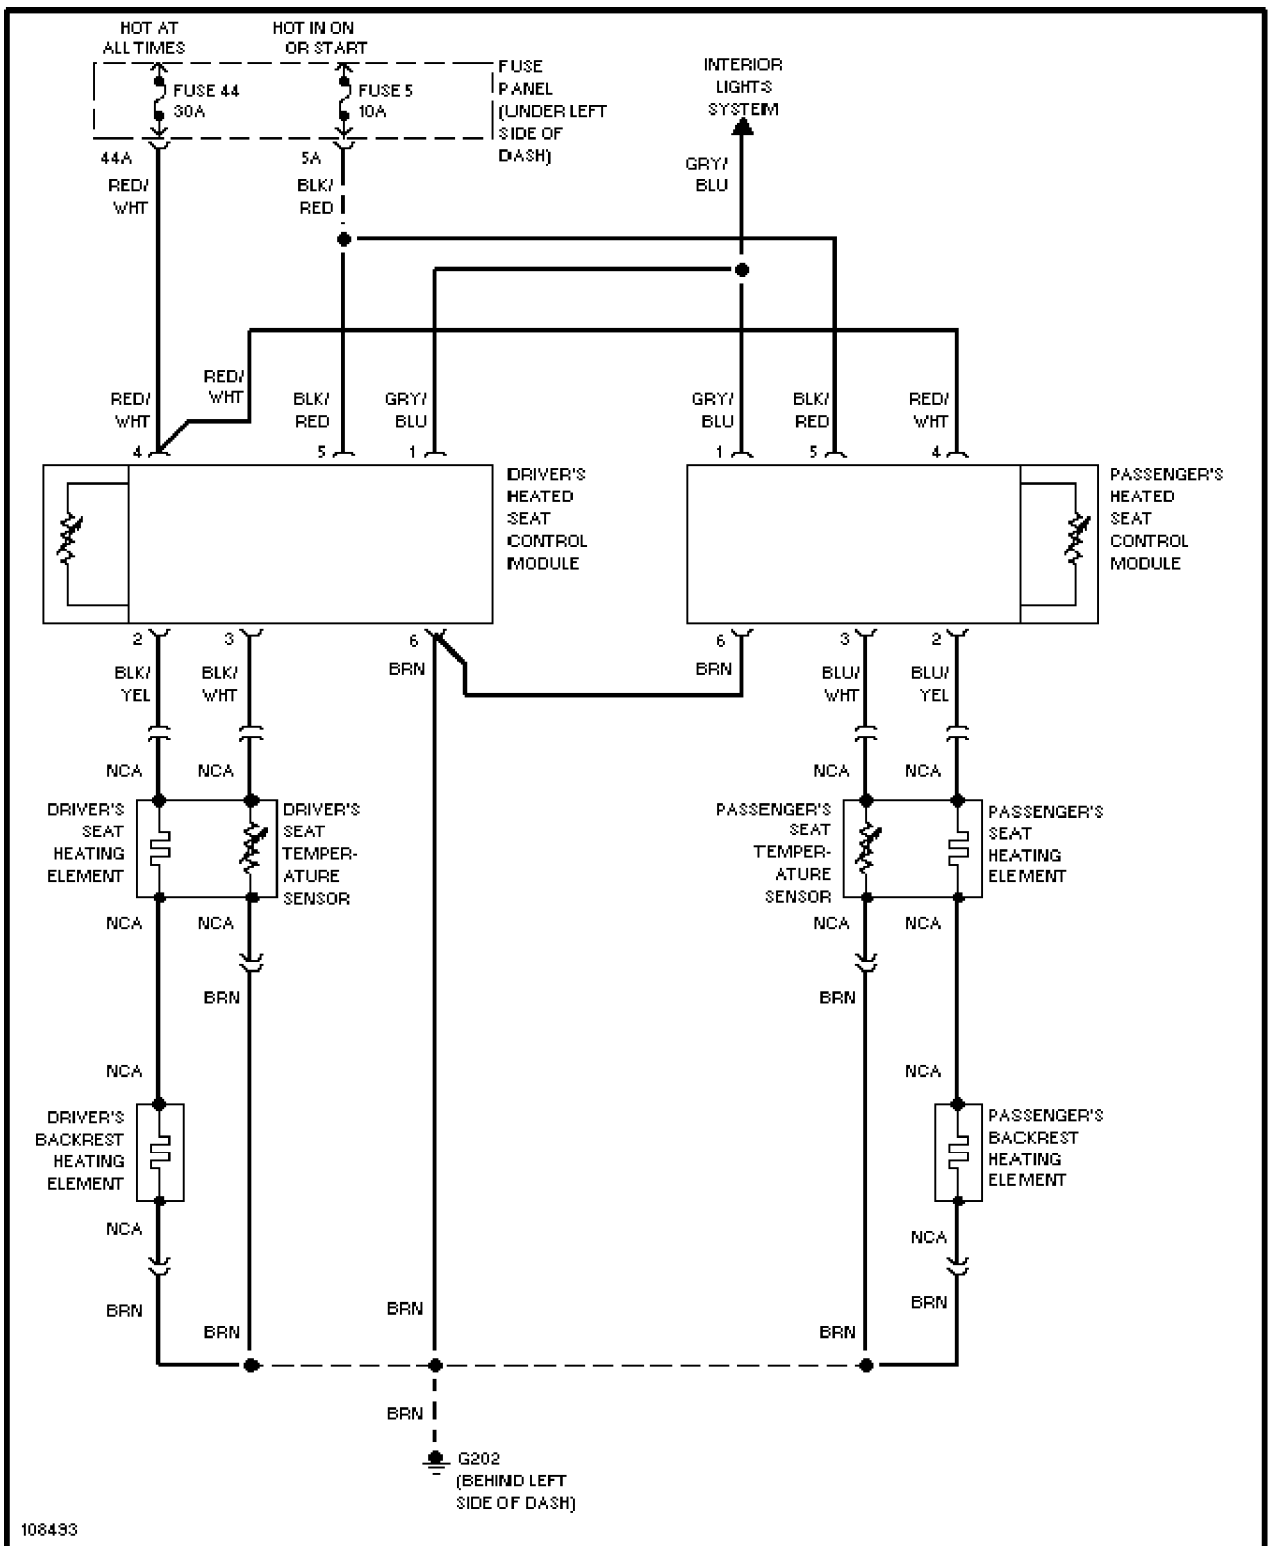 HOT AT
ALL TIMES
HOT IN ON
OR START
FUSE 44
30A
FUSE 5
10A
FUSE
PANEL
(UNDER LEFT
SIDE OF
DASH)
INTERIOR
LIGHTS
SYSTEM
44A
5A
RED/
WHT
BLK/
RED
GRY/
BLU
RED/
WHT
RED/
WHT
BLK/
RED
GRY/
BLU
GRY/
BLU
BLK/
RED
RED/
WHT
4
5
1
1
5
4
DRIVER'S
HEATED
SEAT
CONTROL
MODULE
PASSENGER'S
HEATED
SEAT
CONTROL
MODULE
2
3
6
6
3
2
BLK/
YEL
BLK/
WHT
BRN
BRN
BLU/
WHT
BLU/
YEL
NCA
NCA
NCA
NCA
DRIVER'S
SEAT
HEATING
ELEMENT
DRIVER'S
SEAT
TEMPER-
ATURE
SENSOR
PASSENGER'S
SEAT
TEMPER-
ATURE
SENSOR
PASSENGER'S
SEAT
HEATING
ELEMENT
NCA
NCA
NCA
NCA
BRN
BRN
NCA
NCA
DRIVER'S
BACKREST
HEATING
ELEMENT
PASSENGER'S
BACKREST
HEATING
ELEMENT
NCA
NCA
BRN
BRN
BRN
BRN
BRN
BRN
G202
(BEHIND LEFT
SIDE OF DASH)
108493